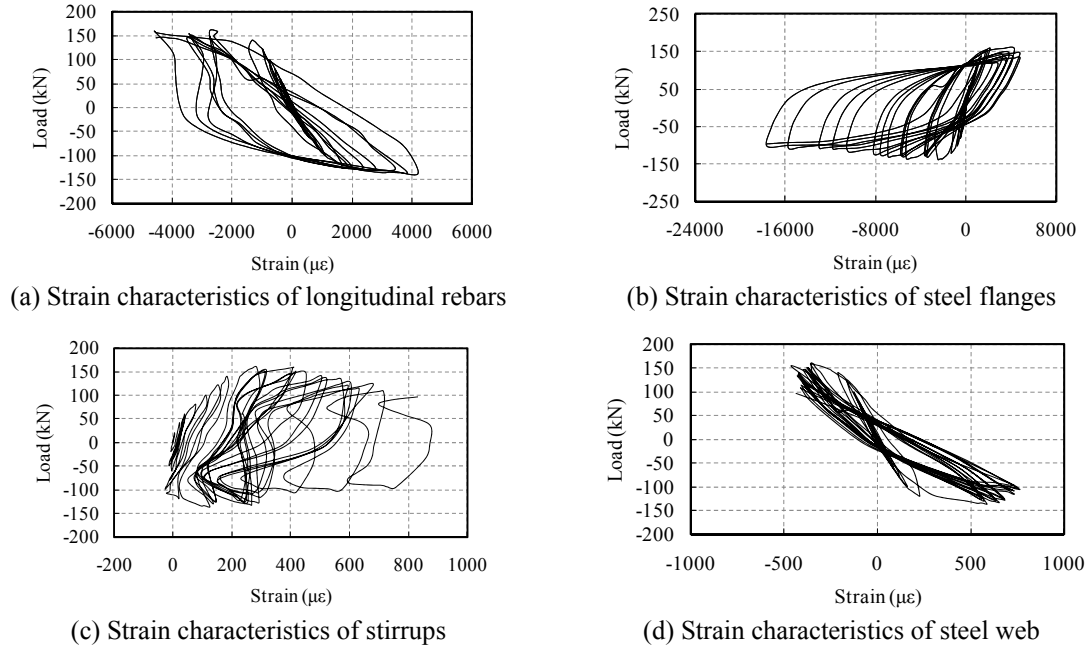 200
150
100
50
0
-50
-100
-150
-200
Load (kN)
-6000 -4000 -2000 0 2000 4000 6000
Strain (με)
(a) Strain characteristics of longitudinal rebars
250
150
50
-50
-150
-250
Load (kN)
-24000 -16000 -8000 0 8000
Strain (με)
(b) Strain characteristics of steel flanges
200
150
100
50
0
-50
-100
-150
-200
Load (kN)
-200 0 200 400 600 800 1000
Strain (με)
(c) Strain characteristics of stirrups
200
150
100
50
0
-50
-100
-150
-200
Load (kN)
-1000 -500 0 500 1000
Strain (με)
(d) Strain characteristics of steel web